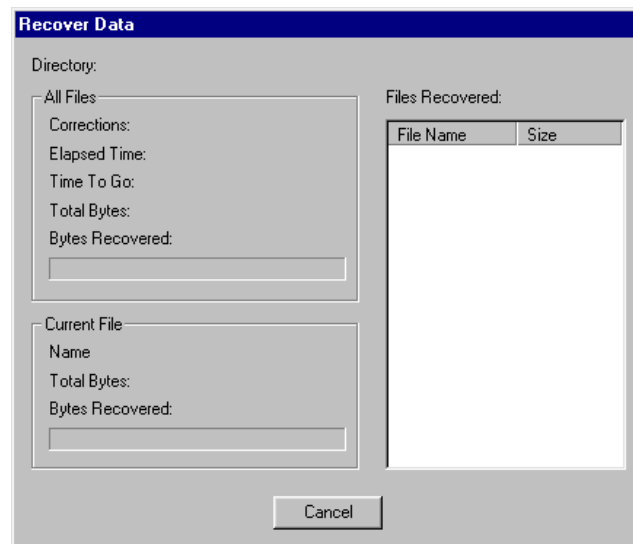 Recover Data
Directory:
All Files
Corrections:
Elapsed Time:
Time To Go:
Total Bytes:
Bytes Recovered:
Current File
Name
Total Bytes:
Bytes Recovered:
Files Recovered:
File Name Size
Cancel